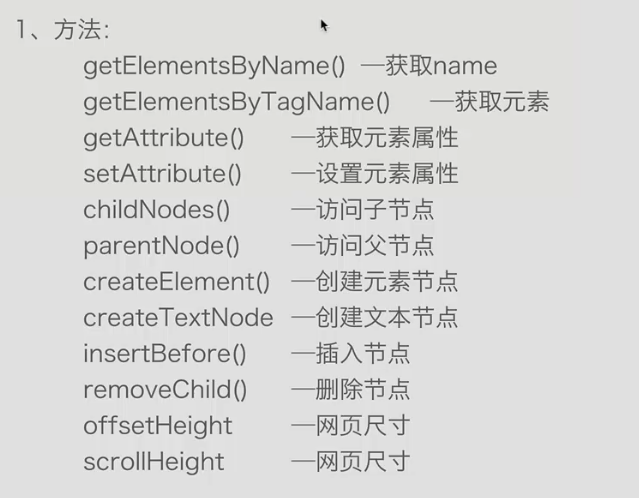 1、方法：
getElementsByName() —获取name
getElementsByTagName() —获取元素
getAttribute() —获取元素属性
setAttribute() —设置元素属性
childNodes() —访问子节点
parentNode() —访问父节点
createElement() —创建元素节点
createTextNode —创建文本节点
insertBefore() —插入节点
removeChild() —删除节点
offsetHeight —网页尺寸
scrollHeight —网页尺寸